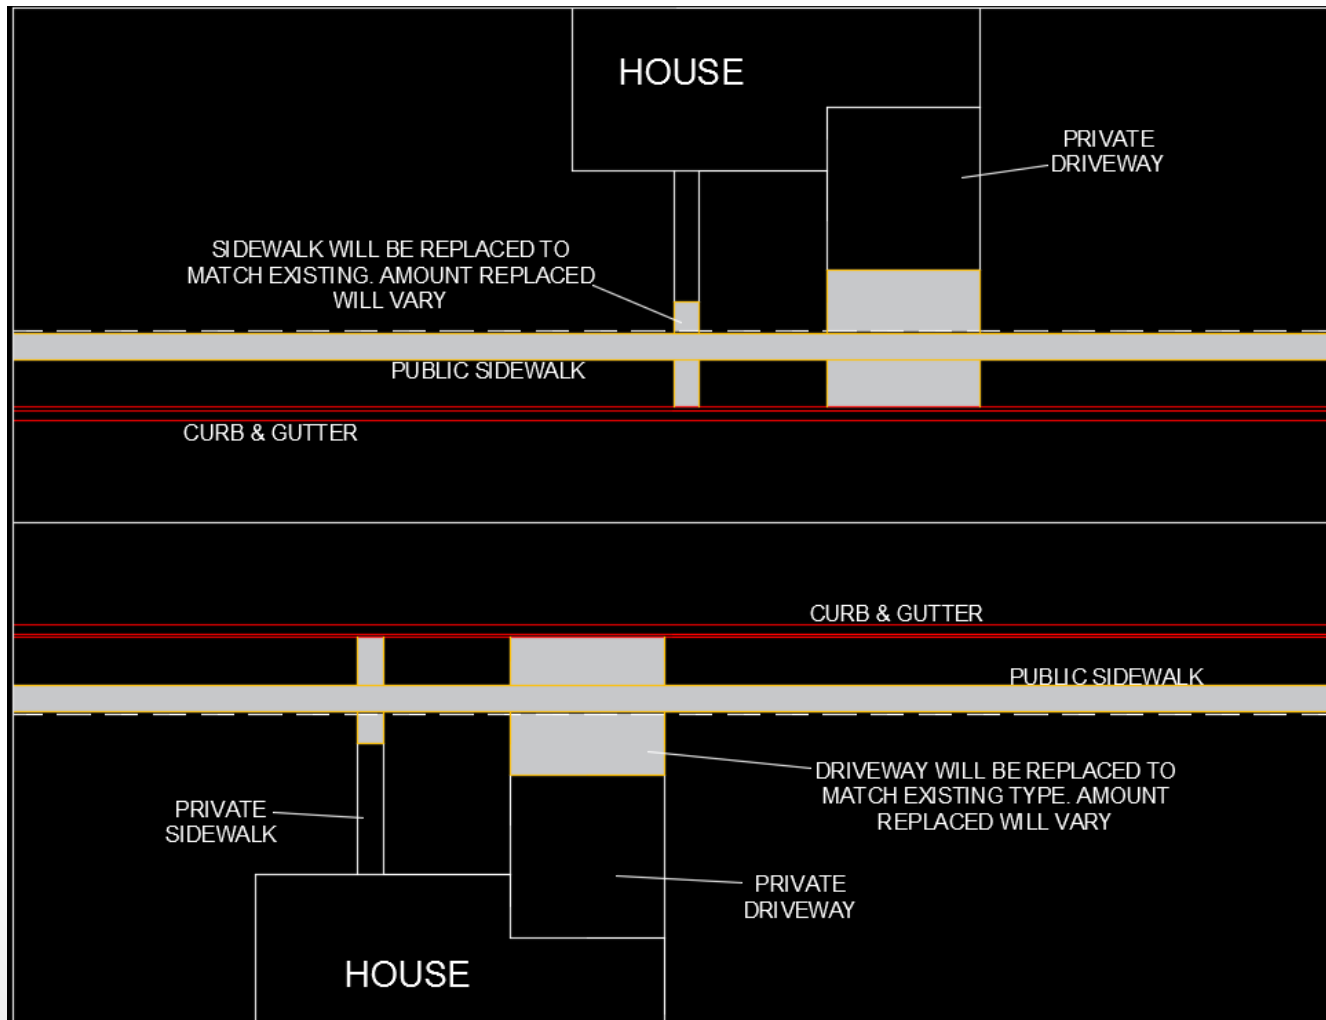 HOUSE
PRIVATE
DRIVEWAY
SIDEWALK WILL BE REPLACED TO
MATCH EXISTING. AMOUNT REPLACED
WILL VARY
PUBLIC SIDEWALK
CURB & GUTTER
CURB & GUTTER
PUBLIC SIDEWALK
DRIVEWAY WILL BE REPLACED TO
MATCH EXISTING TYPE. AMOUNT
REPLACED WILL VARY
PRIVATE
SIDEWALK
PRIVATE
DRIVEWAY
HOUSE